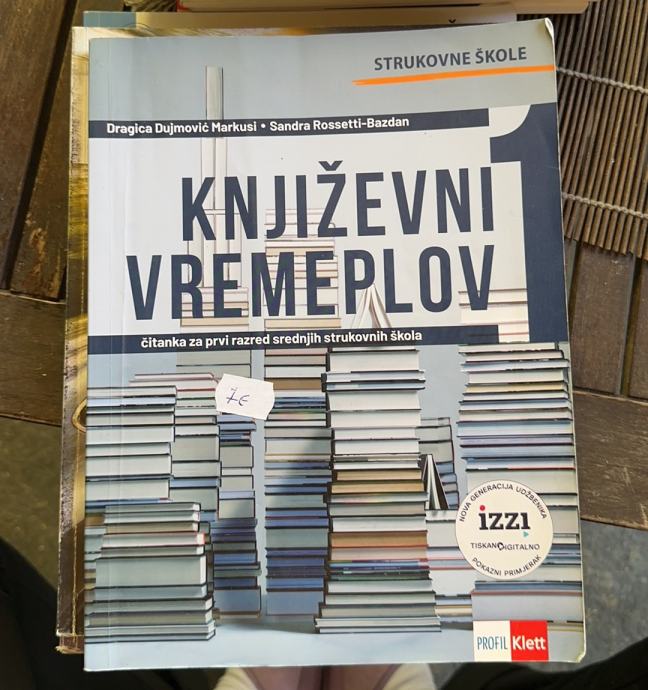 STRUKOVNE ŠKOLE
Dragica Dujmović Markusi • Sandra Rossetti-Bazdan
1
KNJIŽEVNI
VREMEPLOV
čitanka za prvi razred srednjih strukovnih škola
7€
NOVA GENERACIJA UDŽBENIKA
izzi
TISKANO DIGITALNO
POKAZNI PRIMJERAK
PROFIL Klett